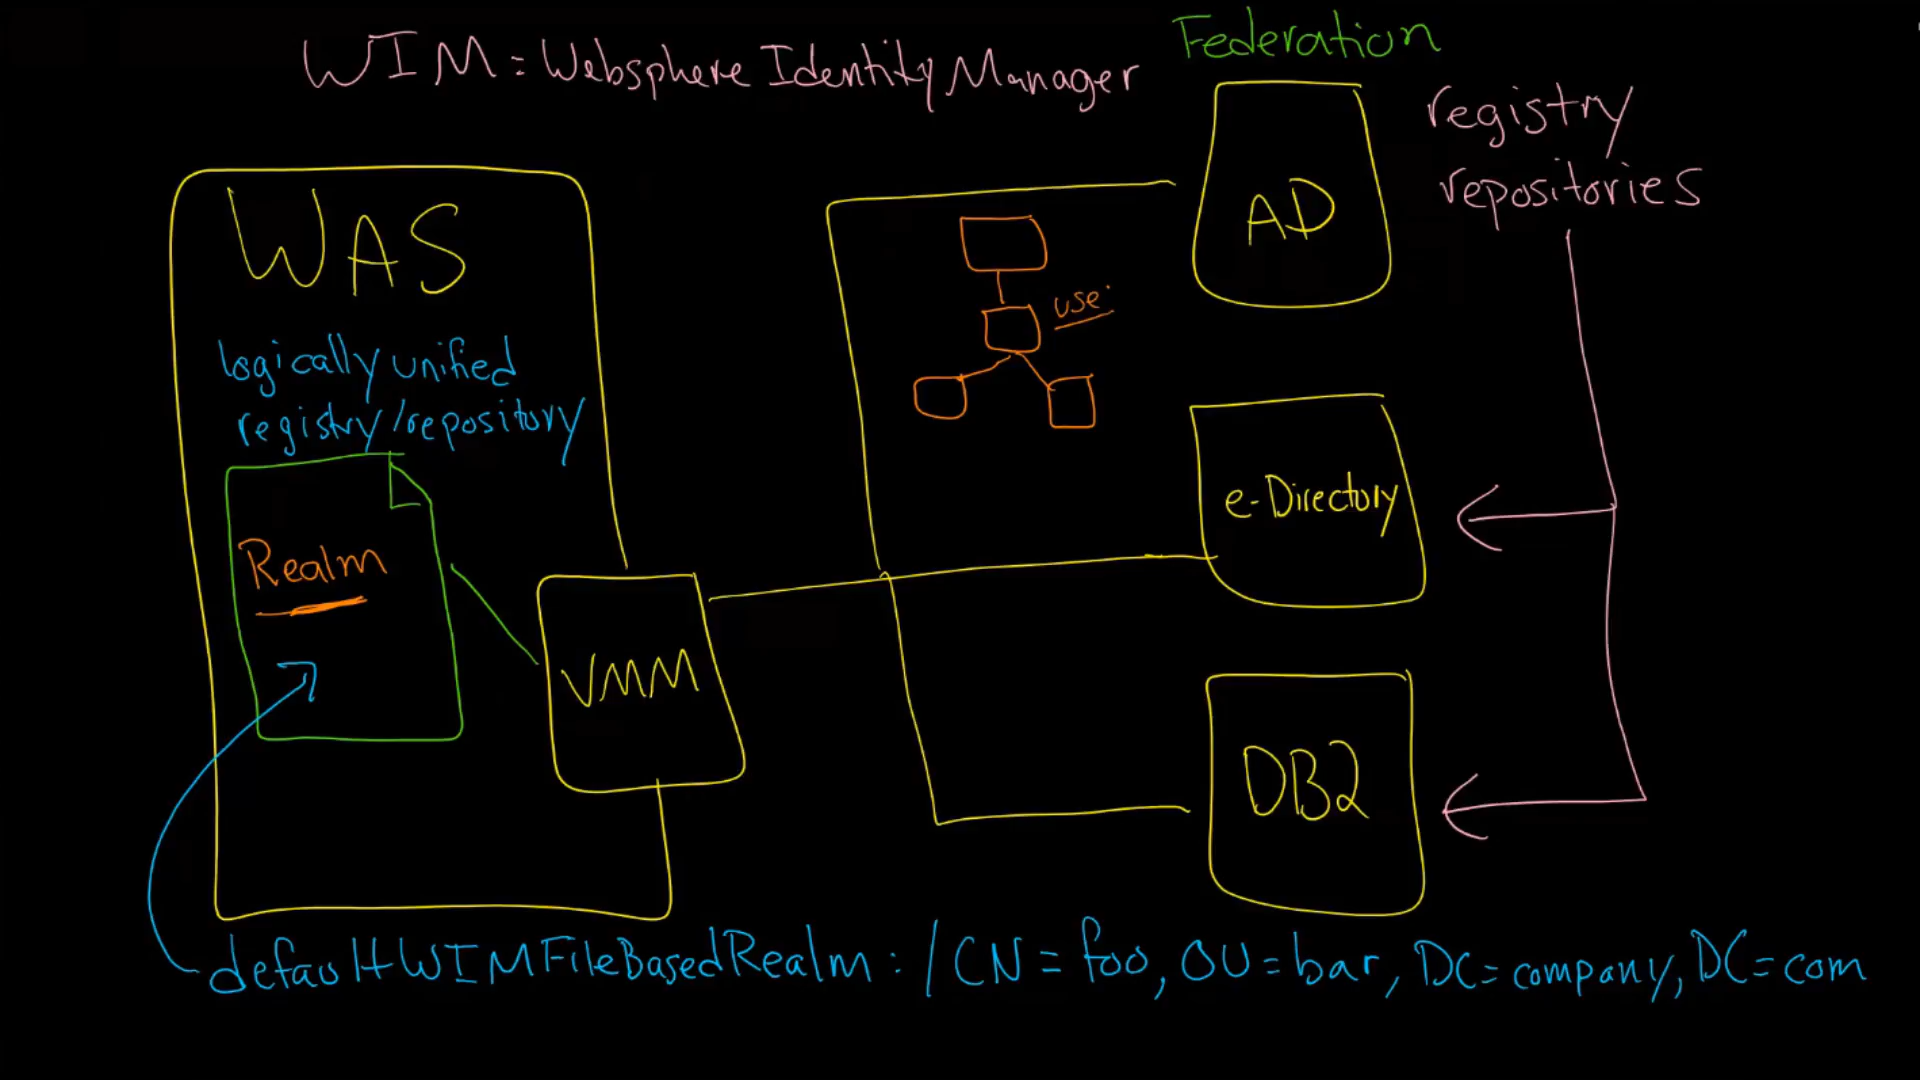 WIM = Websphere Identity Manager
Federation
registry
repositories
AD
WAS
use
logically unified
registry/repository
e-Directory
Realm
VMM
DB2
defaultWIMFileBasedRealm : / CN = foo, OU = bar, DC = company, DC = com